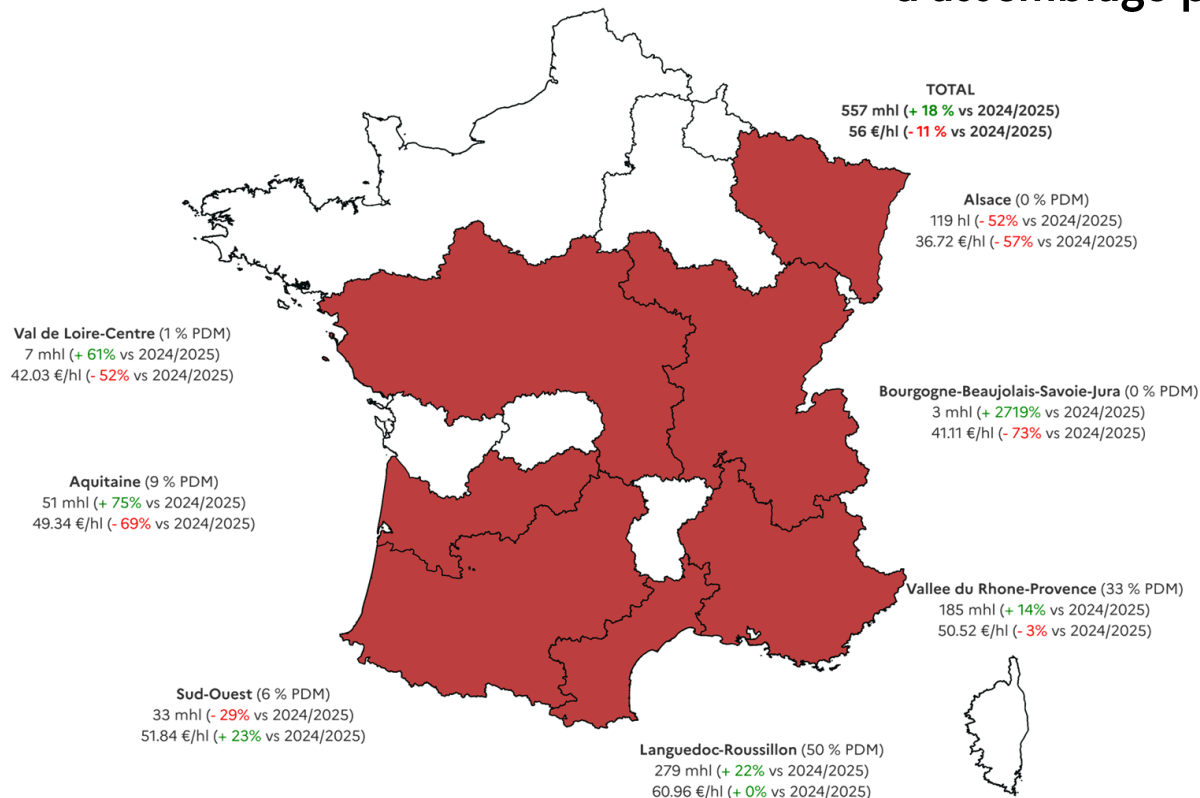 d'assemblage p
TOTAL
557 mhl (+ 18 % vs 2024/2025)
56 €/hl (- 11 % vs 2024/2025)
Alsace (0 % PDM)
119 hl (- 52% vs 2024/2025)
36.72 €/hl (- 57% vs 2024/2025)
Val de Loire-Centre (1 % PDM)
7 mhl (+ 61% vs 2024/2025)
42.03 €/hl (- 52% vs 2024/2025)
Bourgogne-Beaujolais-Savoie-Jura (0 % PDM)
3 mhl (+ 2719% vs 2024/2025)
41.11 €/hl (- 73% vs 2024/2025)
Aquitaine (9 % PDM)
51 mhl (+ 75% vs 2024/2025)
49.34 €/hl (- 69% vs 2024/2025)
Vallee du Rhone-Provence (33 % PDM)
185 mhl (+ 14% vs 2024/2025)
50.52 €/hl (- 3% vs 2024/2025)
Sud-Ouest (6 % PDM)
33 mhl (- 29% vs 2024/2025)
51.84 €/hl (+ 23% vs 2024/2025)
Languedoc-Roussillon (50 % PDM)
279 mhl (+ 22% vs 2024/2025)
60.96 €/hl (+ 0% vs 2024/2025)